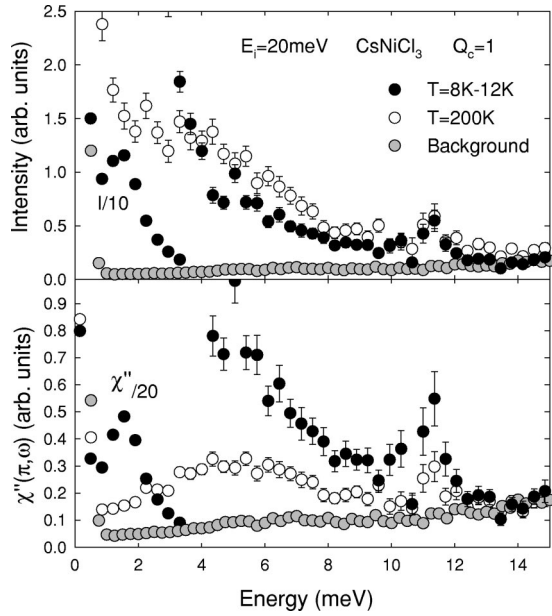 E_i=20meV CsNiCl_3 Q_c=1
T=8K-12K
T=200K
Background
I/10
Intensity (arb. units)
2.5
2.0
1.5
1.0
0.5
0.0
χ''/20
χ''(π,ω) (arb. units)
0.9
0.8
0.7
0.6
0.5
0.4
0.3
0.2
0.1
0.0
0 2 4 6 8 10 12 14
Energy (meV)